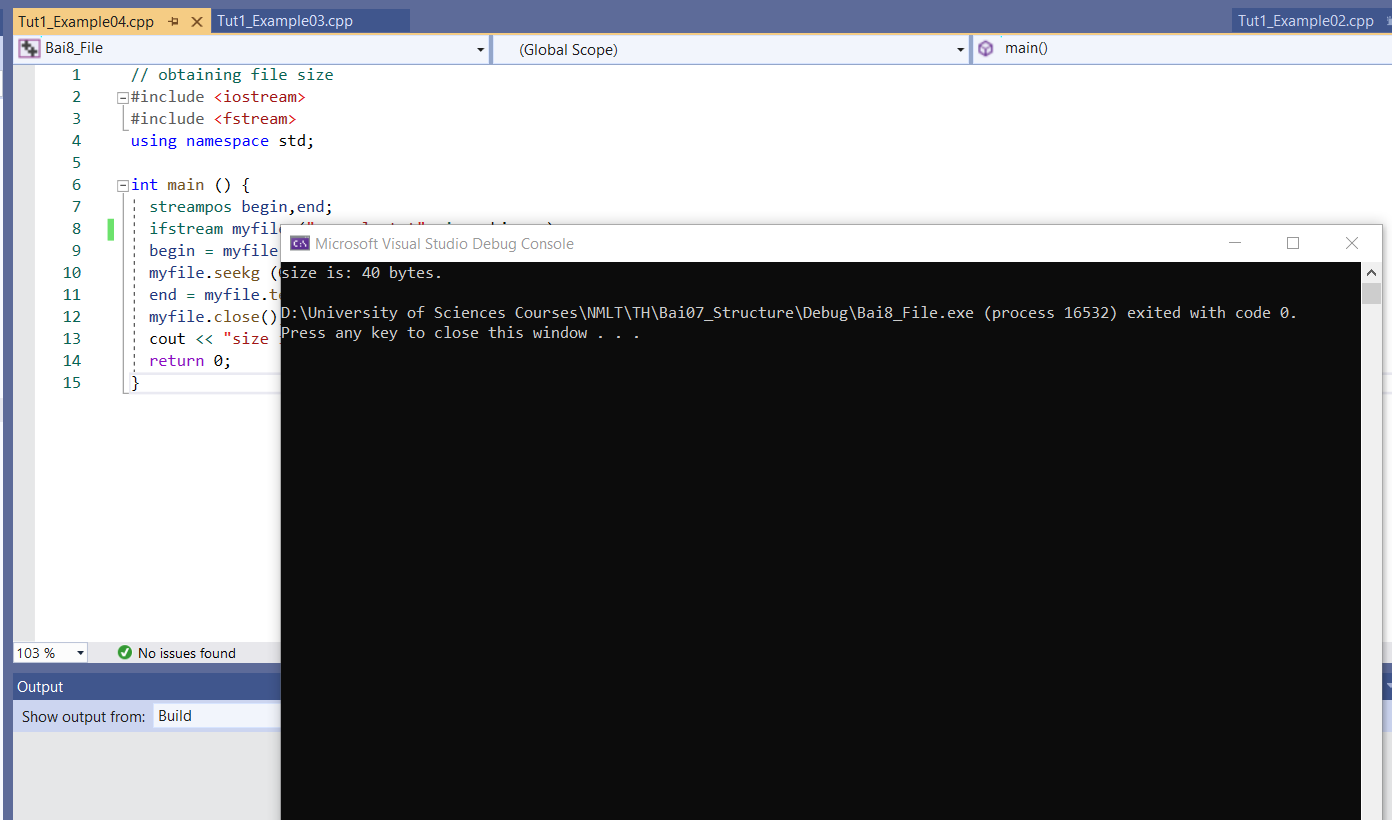 Tut1_Example04.cpp Tut1_Example03.cpp Tut1_Example02.cpp
Bai8_File (Global Scope) main()
1 // obtaining file size
2 #include <iostream>
3 #include <fstream>
4 using namespace std;
5
6 int main () {
7 streampos begin,end;
8 ifstream myfile
9 begin = myfile
10 myfile.seekg (
11 end = myfile.t
12 myfile.close()
13 cout << "size
14 return 0;
15 }
Microsoft Visual Studio Debug Console
size is: 40 bytes.
D:\University of Sciences Courses\NMLT\TH\Bai07_Structure\Debug\Bai8_File.exe (process 16532) exited with code 0.
Press any key to close this window . . .
103 % No issues found
Output
Show output from: Build